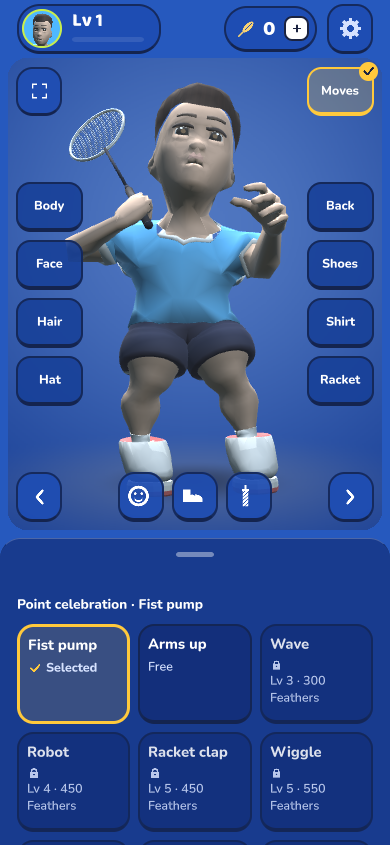 Lv 1
0
+
Moves
Body
Back
Face
Shoes
Hair
Shirt
Hat
Racket
Point celebration · Fist pump
Fist pump
Selected
Arms up
Free
Wave
Lv 3 · 300
Feathers
Robot
Lv 4 · 450
Feathers
Racket clap
Lv 5 · 450
Feathers
Wiggle
Lv 5 · 550
Feathers